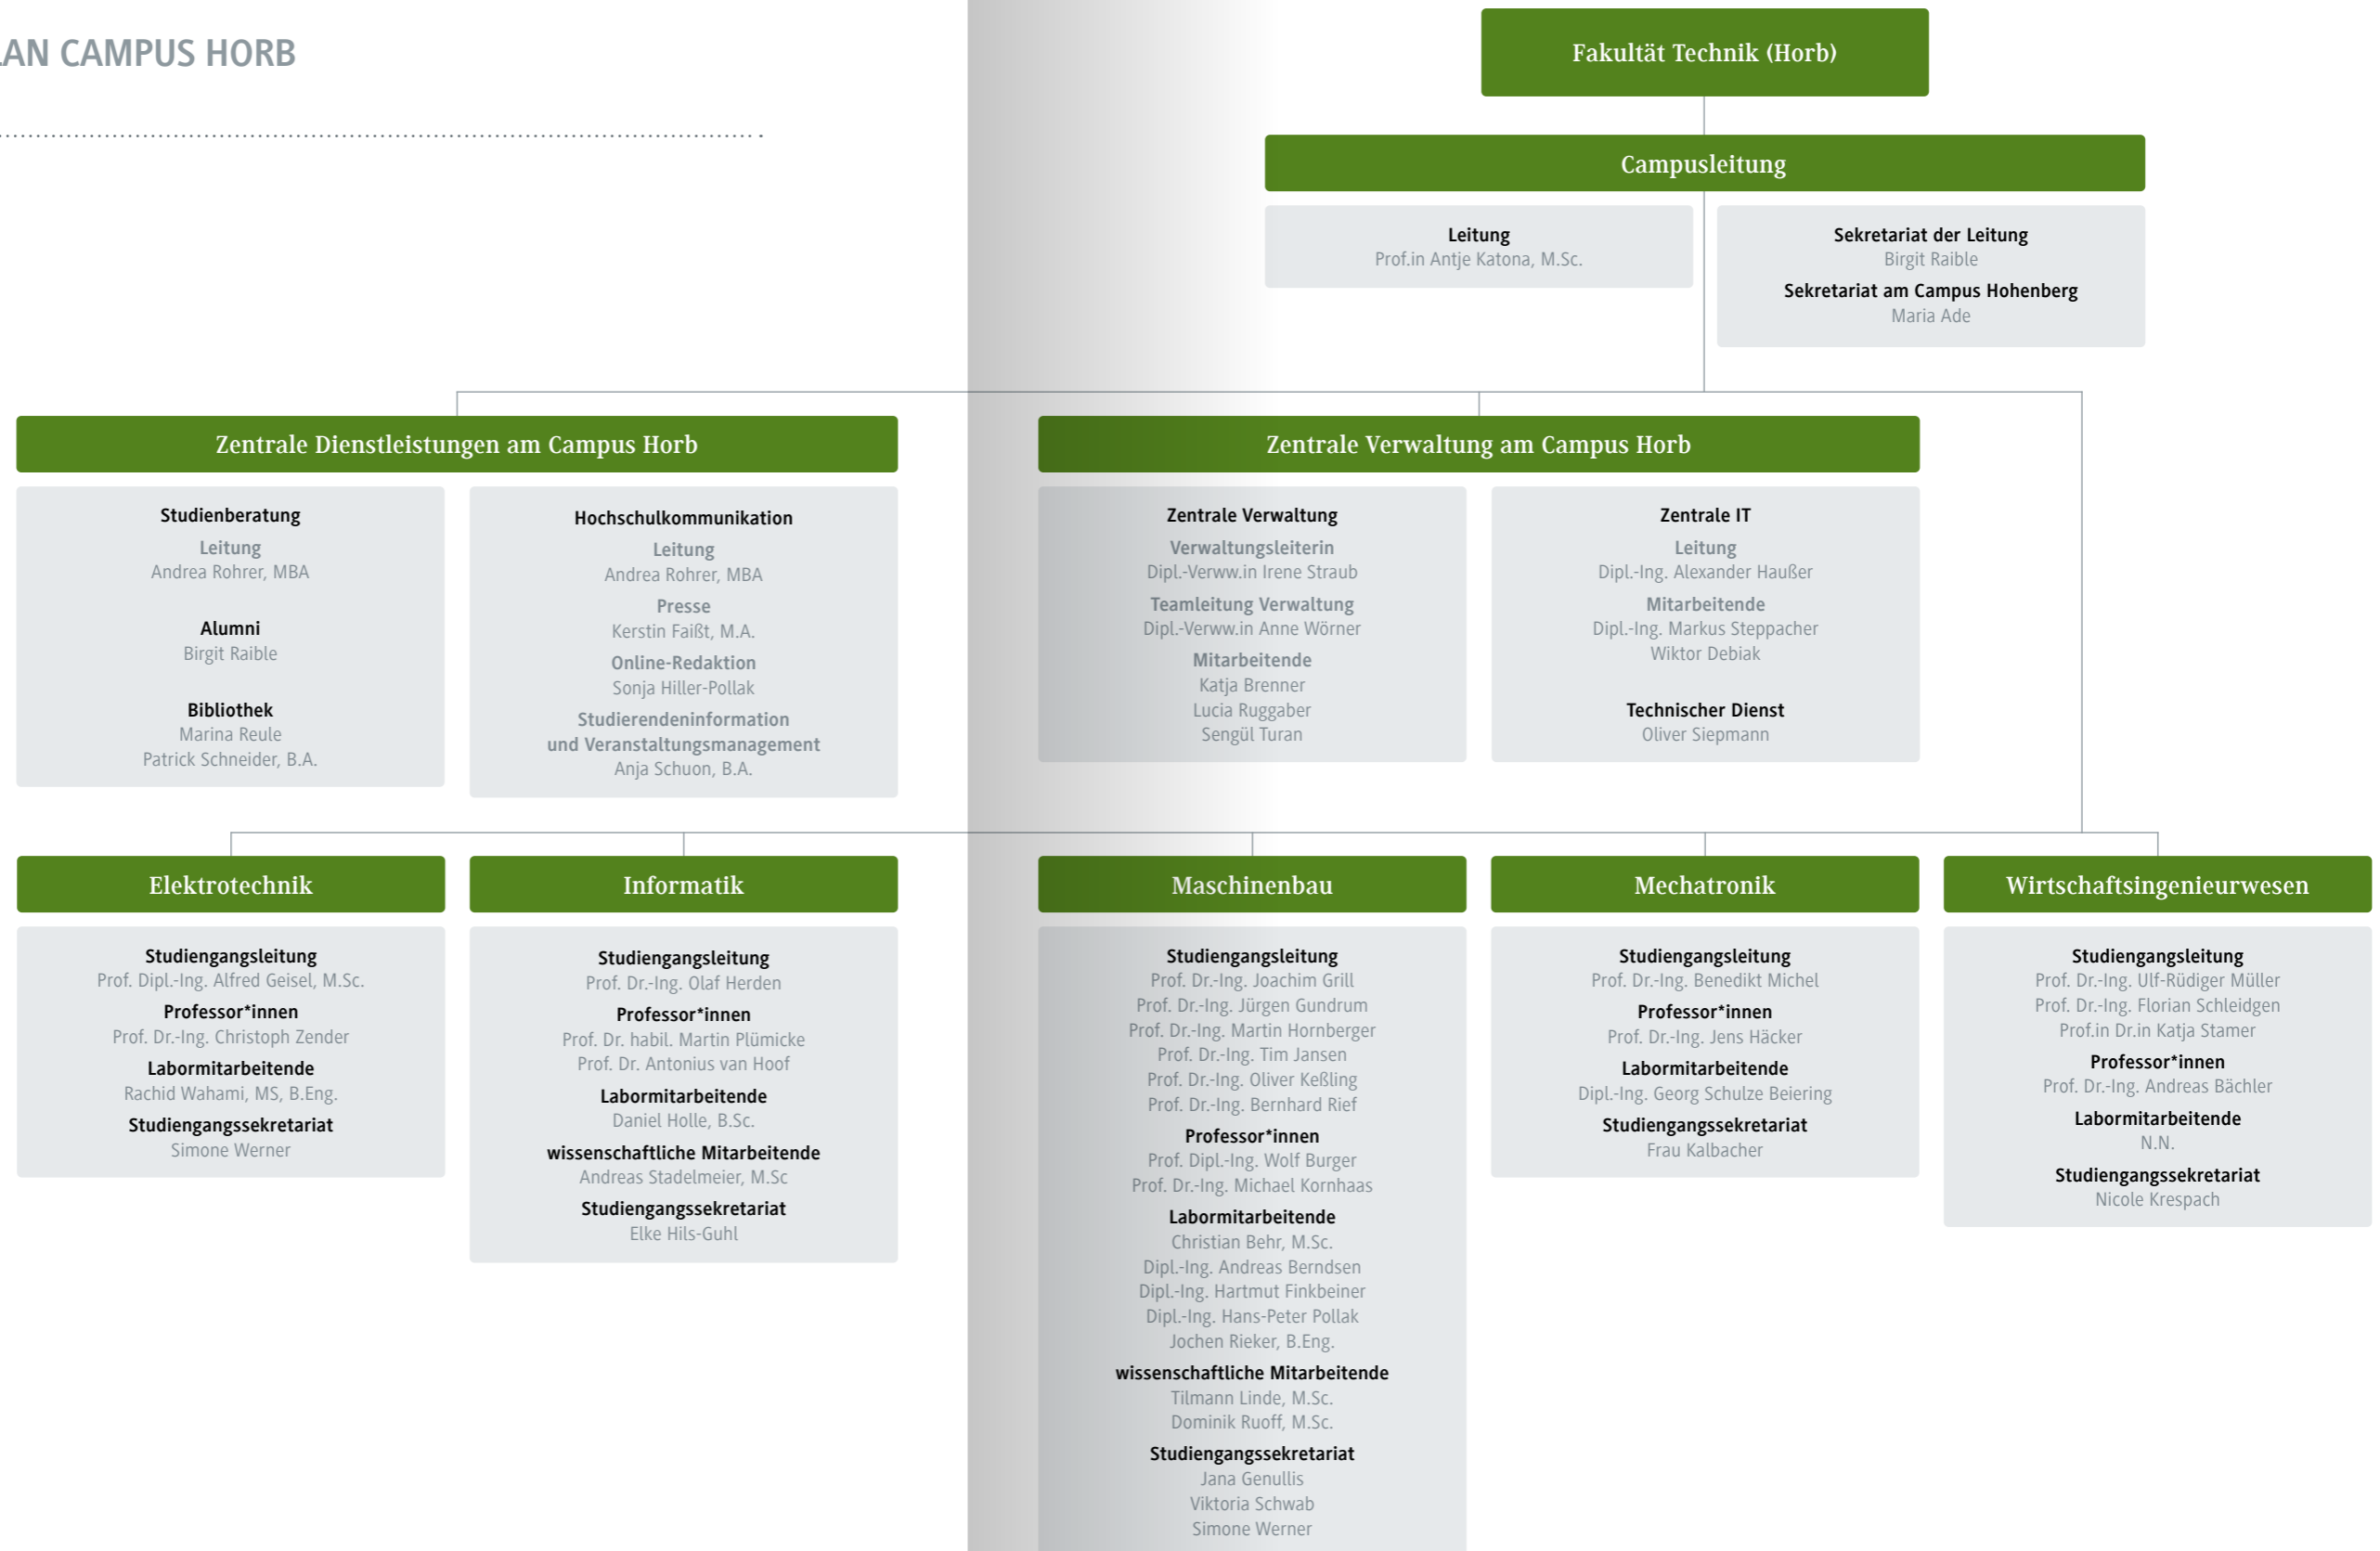 LAN CAMPUS HORB
Fakultät Technik (Horb)
Campusleitung
Leitung
Prof.in Antje Katona, M.Sc.
Sekretariat der Leitung
Birgit Raible
Sekretariat am Campus Hohenberg
Maria Ade
Zentrale Dienstleistungen am Campus Horb
Studienberatung
Leitung
Andrea Rohrer, MBA
Alumni
Birgit Raible
Bibliothek
Marina Reule
Patrick Schneider, B.A.
Hochschulkommunikation
Leitung
Andrea Rohrer, MBA
Presse
Kerstin Faißt, M.A.
Online-Redaktion
Sonja Hiller-Pollak
Studierendeninformation
und Veranstaltungsmanagement
Anja Schuon, B.A.
Zentrale Verwaltung am Campus Horb
Zentrale Verwaltung
Verwaltungsleiterin
Dipl.-Verww.in Irene Straub
Teamleitung Verwaltung
Dipl.-Verww.in Anne Wörner
Mitarbeitende
Katja Brenner
Lucia Ruggaber
Sengül Turan
Zentrale IT
Leitung
Dipl.-Ing. Alexander Haußer
Mitarbeitende
Dipl.-Ing. Markus Steppacher
Wiktor Debiak
Technischer Dienst
Oliver Siepmann
Elektrotechnik
Studiengangsleitung
Prof. Dipl.-Ing. Alfred Geisel, M.Sc.
Professor*innen
Prof. Dr.-Ing. Christoph Zender
Labormitarbeitende
Rachid Wahami, MS, B.Eng.
Studiengangssekretariat
Simone Werner
Informatik
Studiengangsleitung
Prof. Dr.-Ing. Olaf Herden
Professor*innen
Prof. Dr. habil. Martin Plümicke
Prof. Dr. Antonius van Hoof
Labormitarbeitende
Daniel Holle, B.Sc.
wissenschaftliche Mitarbeitende
Andreas Stadelmeier, M.Sc
Studiengangssekretariat
Elke Hils-Guhl
Maschinenbau
Studiengangsleitung
Prof. Dr.-Ing. Joachim Grill
Prof. Dr.-Ing. Jürgen Gundrum
Prof. Dr.-Ing. Martin Hornberger
Prof. Dr.-Ing. Tim Jansen
Prof. Dr.-Ing. Oliver Keßling
Prof. Dr.-Ing. Bernhard Rief
Professor*innen
Prof. Dipl.-Ing. Wolf Burger
Prof. Dr.-Ing. Michael Kornhaas
Labormitarbeitende
Christian Behr, M.Sc.
Dipl.-Ing. Andreas Berndsen
Dipl.-Ing. Hartmut Finkbeiner
Dipl.-Ing. Hans-Peter Pollak
Jochen Rieker, B.Eng.
wissenschaftliche Mitarbeitende
Tilmann Linde, M.Sc.
Dominik Ruoff, M.Sc.
Studiengangssekretariat
Jana Genullis
Viktoria Schwab
Simone Werner
Mechatronik
Studiengangsleitung
Prof. Dr.-Ing. Benedikt Michel
Professor*innen
Prof. Dr.-Ing. Jens Häcker
Labormitarbeitende
Dipl.-Ing. Georg Schulze Beiering
Studiengangssekretariat
Frau Kalbacher
Wirtschaftsingenieurwesen
Studiengangsleitung
Prof. Dr.-Ing. Ulf-Rüdiger Müller
Prof. Dr.-Ing. Florian Schleidgen
Prof.in Dr.in Katja Stamer
Professor*innen
Prof. Dr.-Ing. Andreas Bächler
Labormitarbeitende
N.N.
Studiengangssekretariat
Nicole Krespach